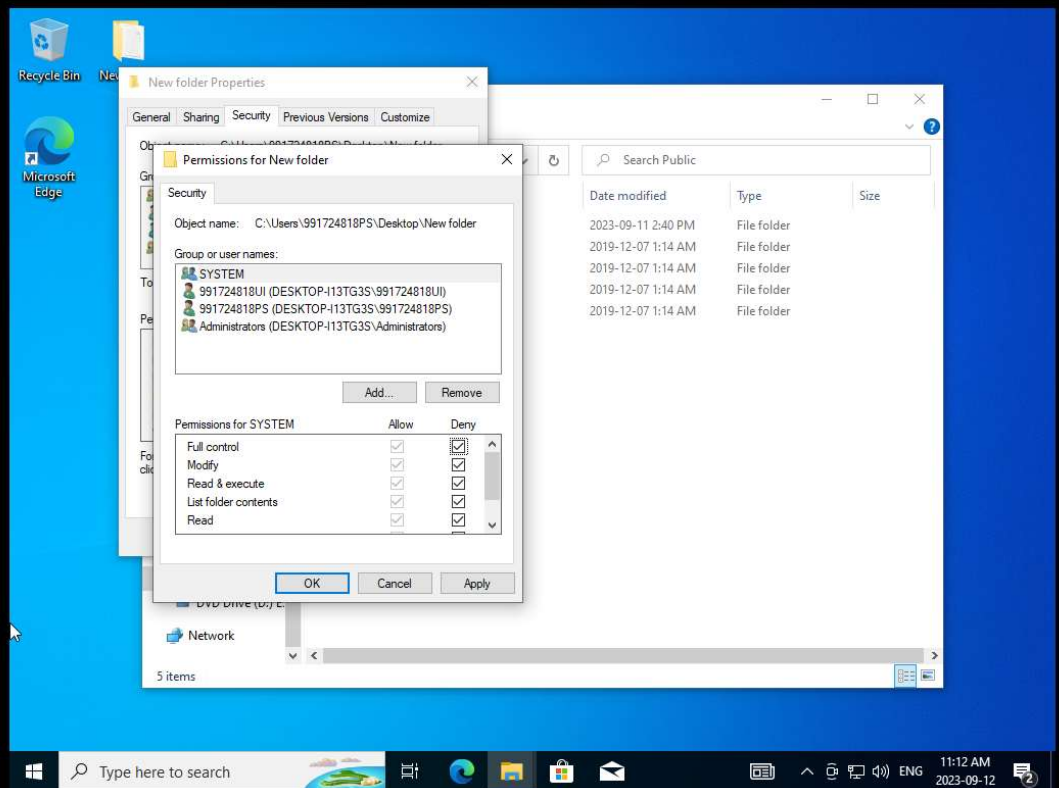 Recycle Bin
New folder Properties
General Sharing Security Previous Versions Customize
Microsoft
Edge
Permissions for New folder
Security
Object name: C:\Users\991724818PS\Desktop\New folder
Group or user names:
SYSTEM
991724818UI (DESKTOP-I13TG3S\991724818UI)
991724818PS (DESKTOP-I13TG3S\991724818PS)
Administrators (DESKTOP-I13TG3S\Administrators)
Add... Remove
Permissions for SYSTEM Allow Deny
Full control
Modify
Read & execute
List folder contents
Read
OK Cancel Apply
Search Public
Date modified Type Size
2023-09-11 2:40 PM File folder
2019-12-07 1:14 AM File folder
2019-12-07 1:14 AM File folder
2019-12-07 1:14 AM File folder
2019-12-07 1:14 AM File folder
Network
5 items
Type here to search
ENG
11:12 AM
2023-09-12
2